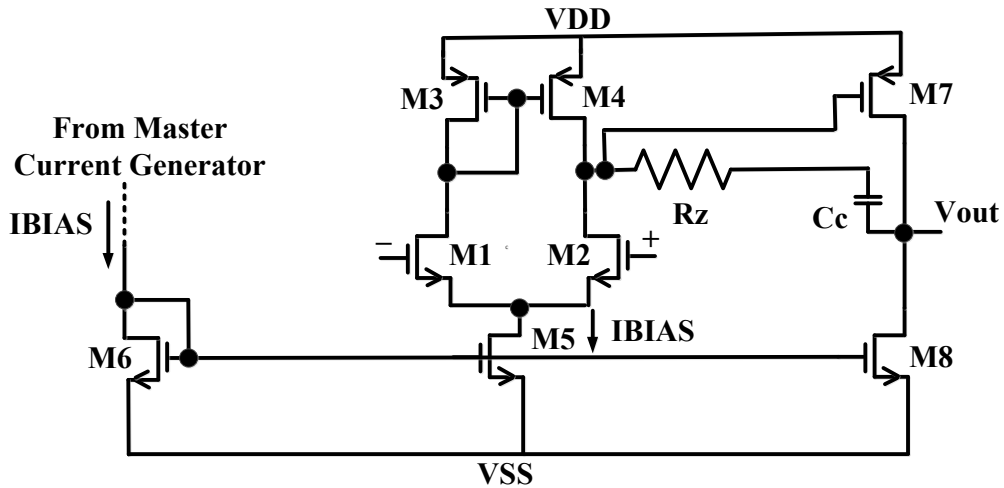 VDD
M3
M4
M7
From Master
Current Generator
IBIAS
Rz
Cc
Vout
−
M1
M2
+
M6
M5
IBIAS
M8
VSS